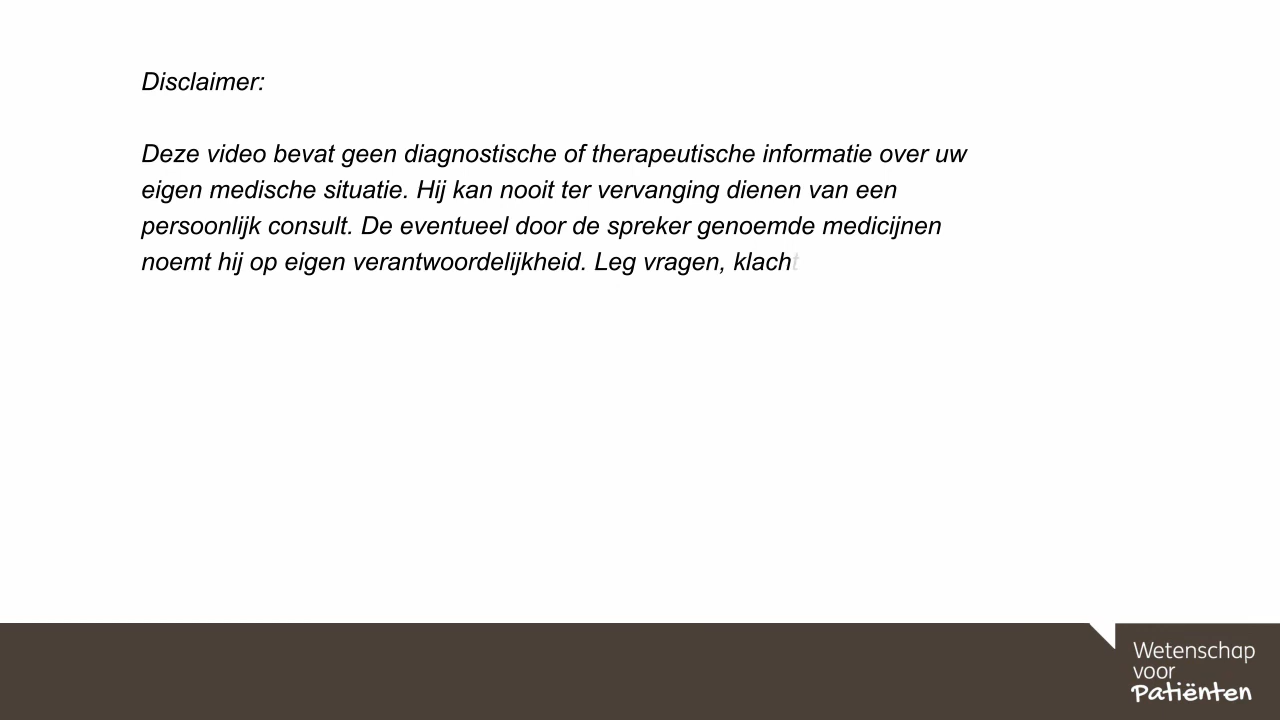 Disclaimer:
Deze video bevat geen diagnostische of therapeutische informatie over uw
eigen medische situatie. Hij kan nooit ter vervanging dienen van een
persoonlijk consult. De eventueel door de spreker genoemde medicijnen
noemt hij op eigen verantwoordelijkheid. Leg vragen, klacht
Wetenschap
voor
Patiënten